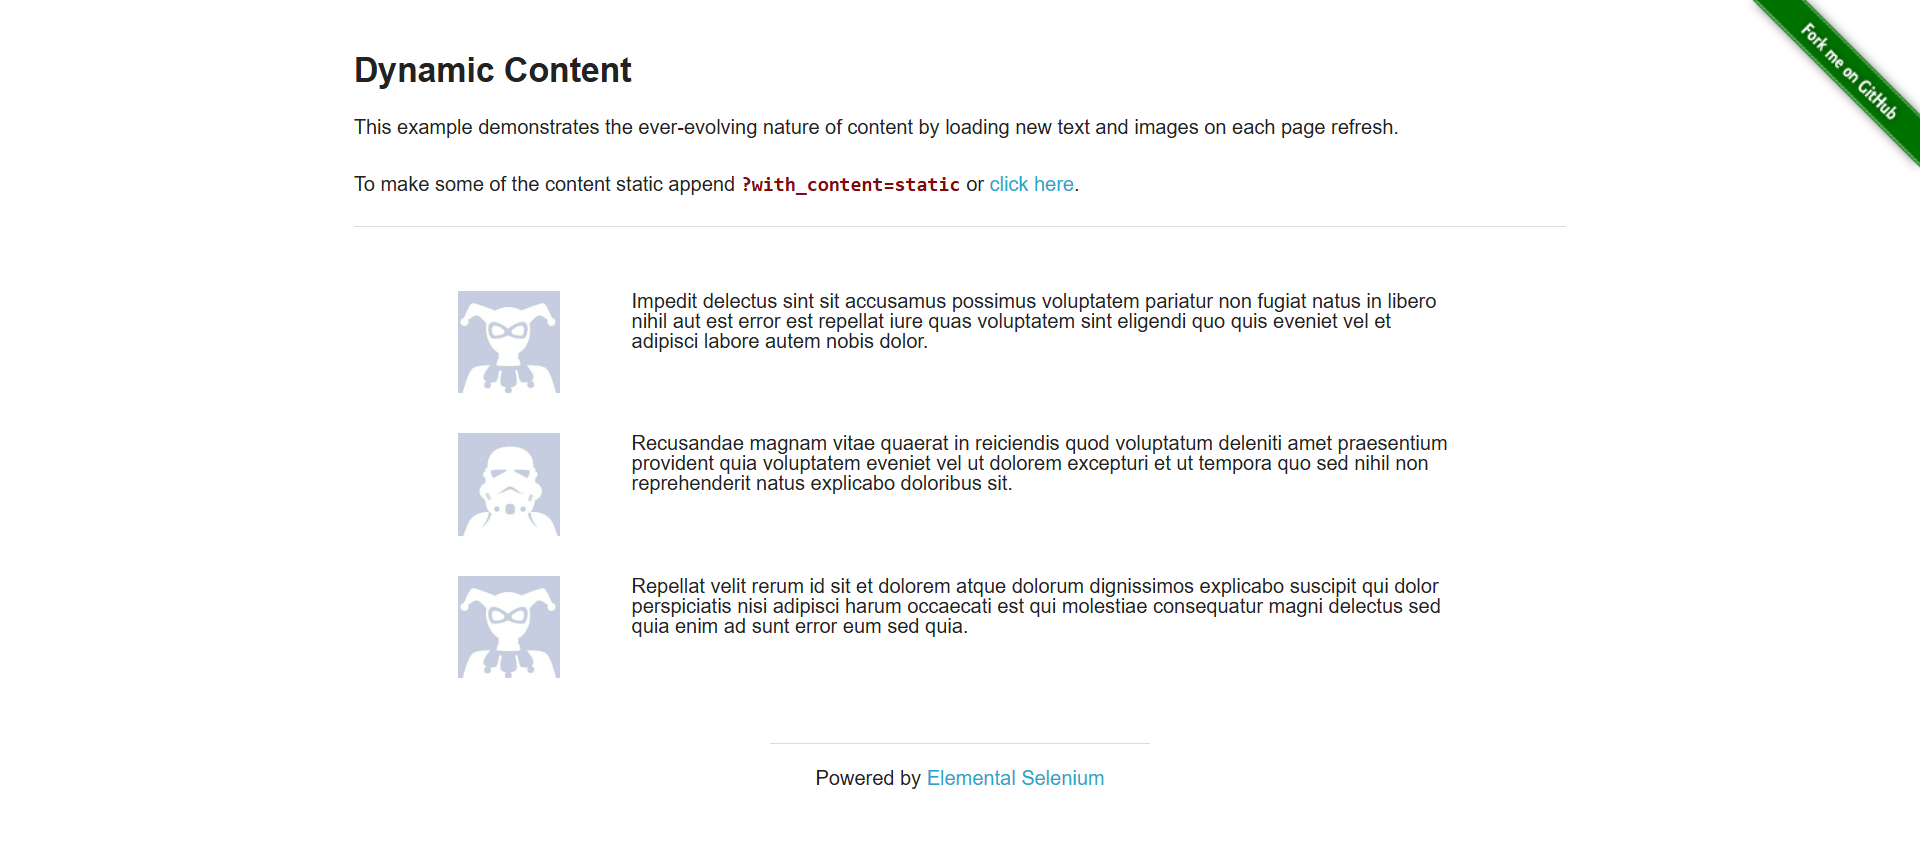 Fork me on GitHub
Dynamic Content
This example demonstrates the ever-evolving nature of content by loading new text and images on each page refresh.
To make some of the content static append ?with_content=static or click here.
Impedit delectus sint sit accusamus possimus voluptatem pariatur non fugiat natus in libero
nihil aut est error est repellat iure quas voluptatem sint eligendi quo quis eveniet vel et
adipisci labore autem nobis dolor.
Recusandae magnam vitae quaerat in reiciendis quod voluptatum deleniti amet praesentium
provident quia voluptatem eveniet vel ut dolorem excepturi et ut tempora quo sed nihil non
reprehenderit natus explicabo doloribus sit.
Repellat velit rerum id sit et dolorem atque dolorum dignissimos explicabo suscipit qui dolor
perspiciatis nisi adipisci harum occaecati est qui molestiae consequatur magni delectus sed
quia enim ad sunt error eum sed quia.
Powered by Elemental Selenium